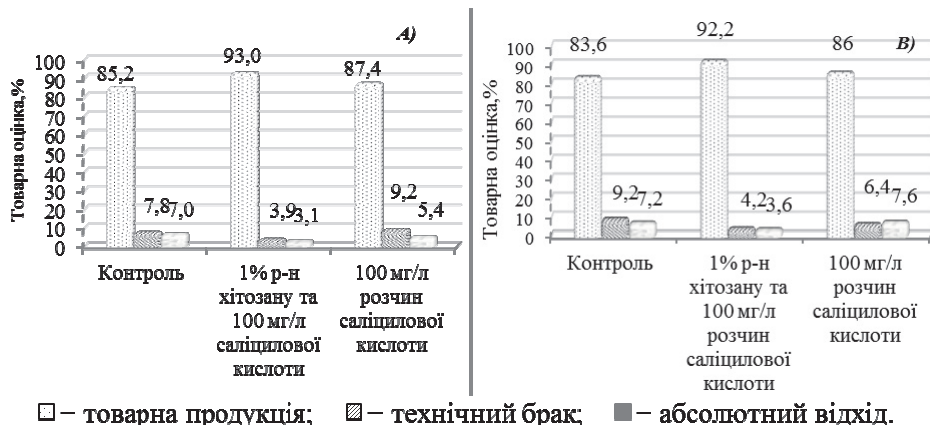 А)
Товарна оцінка,%
100
90
80
70
60
50
40
30
20
10
0
85,2
7,8
7,0
93,0
3,9
3,1
87,4
9,2
5,4
Контроль
1% р-н
хітозану та
100 мг/л
саліцилової
кислоти
100 мг/л
розчин
саліцилової
кислоти
В)
Товарна оцінка,%
100
90
80
70
60
50
40
30
20
10
0
83,6
9,2
7,2
92,2
4,2
3,6
86
6,4
7,6
Контроль
1% р-н
хітозану та
100 мг/л
розчин
саліцилової
кислоти
100 мг/л
розчин
саліцилової
кислоти
– товарна продукція; – технічний брак; – абсолютний відхід.